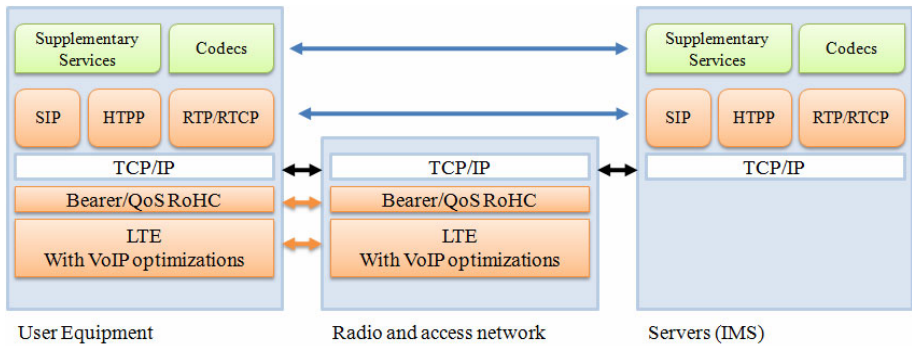 Supplementary
Services
Codecs
SIP
HTPP
RTP/RTCP
TCP/IP
Bearer/QoS RoHC
LTE
With VoIP optimizations
User Equipment
TCP/IP
Bearer/QoS RoHC
LTE
With VoIP optimizations
Radio and access network
Supplementary
Services
Codecs
SIP
HTPP
RTP/RTCP
TCP/IP
Servers (IMS)